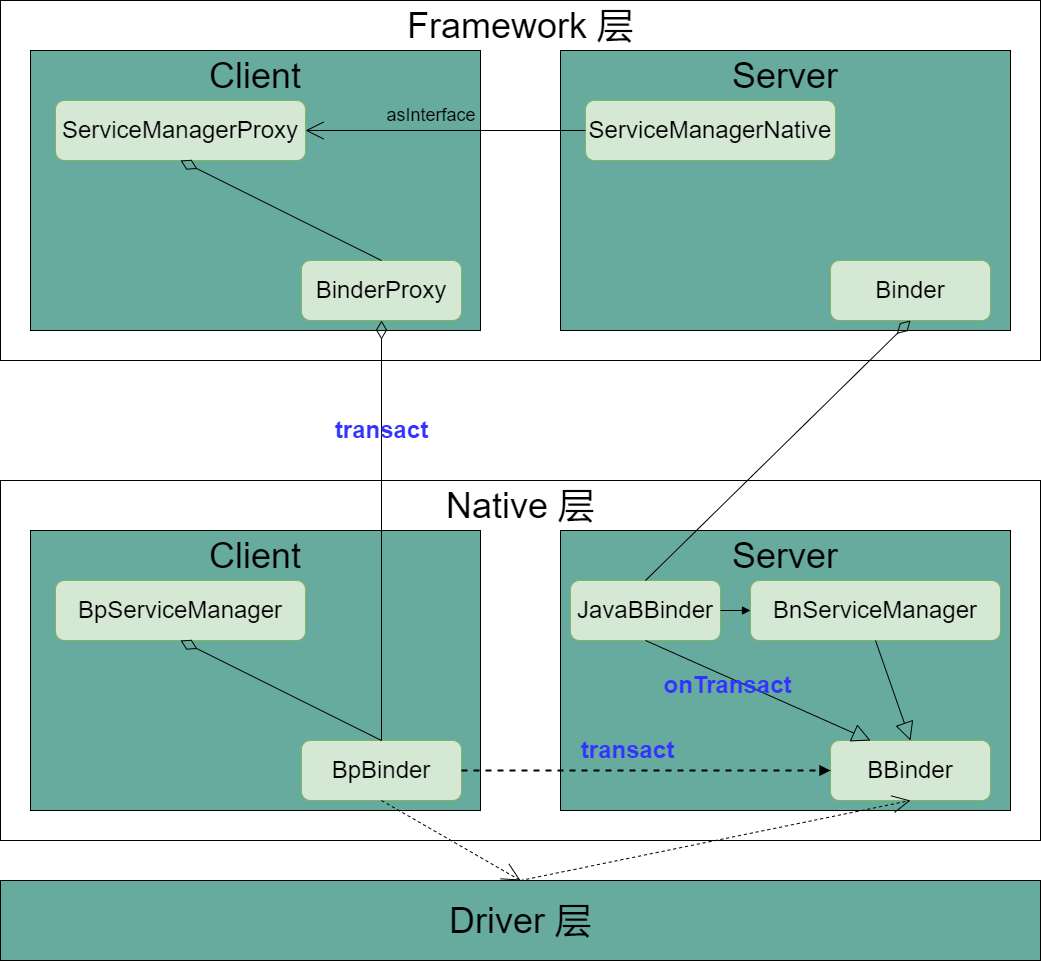 Framework 层
Client
Server
ServiceManagerProxy
asInterface
ServiceManagerNative
BinderProxy
Binder
transact
Native 层
Client
Server
BpServiceManager
JavaBBinder
BnServiceManager
onTransact
transact
BpBinder
BBinder
Driver 层